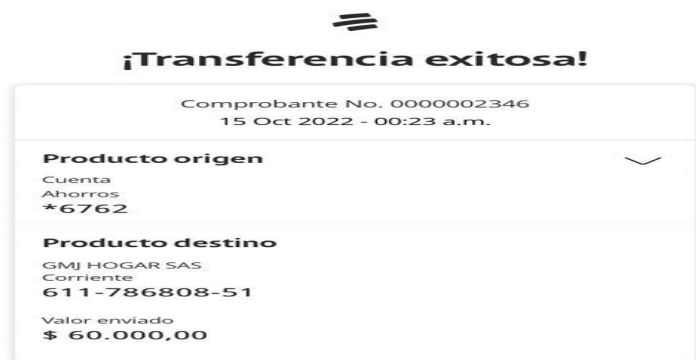 ¡Transferencia exitosa!
Comprobante No. 0000002346
15 Oct 2022 - 00:23 a.m.
Producto origen
Cuenta
Ahorros
*6762
Producto destino
GMJ HOGAR SAS
Corriente
611-786808-51
Valor enviado
$ 60.000,00